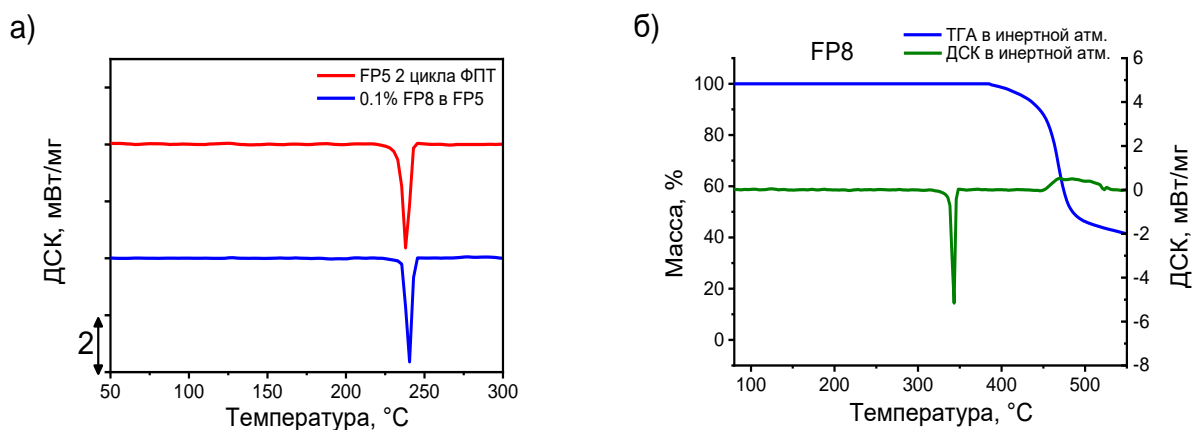 а)
FP5 2 цикла ФПТ
0.1% FP8 в FP5
ДСК, мВт/мг
2
50 100 150 200 250 300
Температура, °C
б)
ТГА в инертной атм.
ДСК в инертной атм.
FP8
100
80
60
40
20
0
Масса, %
6
4
2
0
-2
-4
-6
-8
ДСК, мВт/мг
100 200 300 400 500
Температура, °C